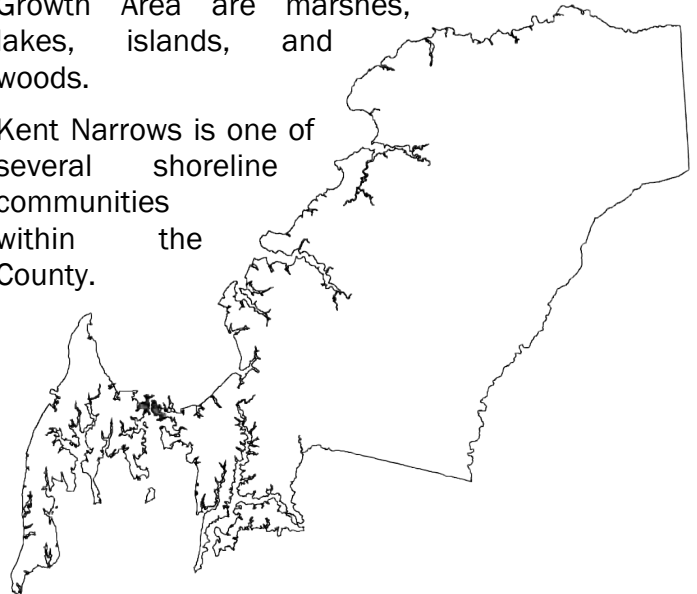 Growth Area are marshes,
lakes, islands, and
woods.
Kent Narrows is one of
several shoreline
communities
within the
County.